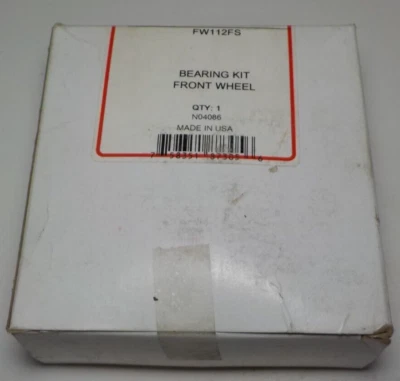 FW112FS
BEARING KIT
FRONT WHEEL
QTY: 1
N04086
MADE IN USA